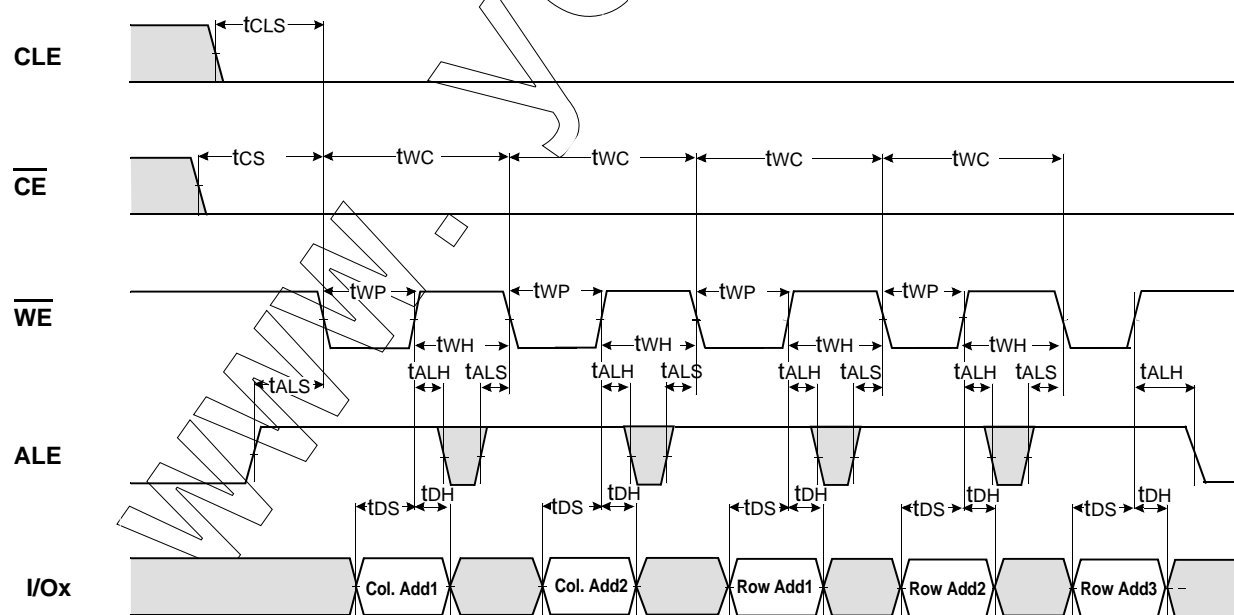 tCLS
CLE
tCS tWC tWC tWC tWC
CE
tWP tWP tWP tWP
WE
tWH tWH tWH tWH
tALS tALH tALS tALH tALS tALH tALS tALH tALS tALH
ALE
tDS tDH tDS tDH tDS tDH tDS tDH tDS tDH
I/Ox Col. Add1 Col. Add2 Row Add1 Row Add2 Row Add3
www.y